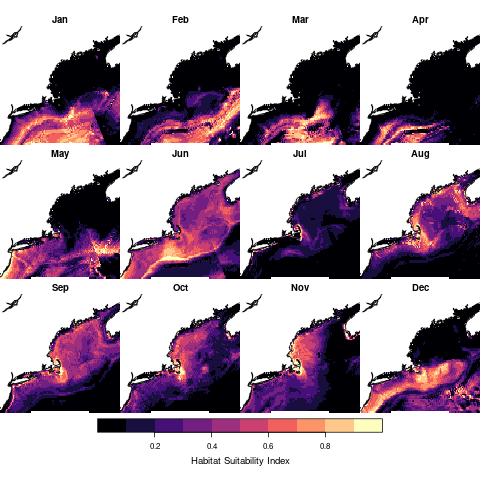 Jan Feb Mar Apr
May Jun Jul Aug
Sep Oct Nov Dec
0.2 0.4 0.6 0.8
Habitat Suitability Index